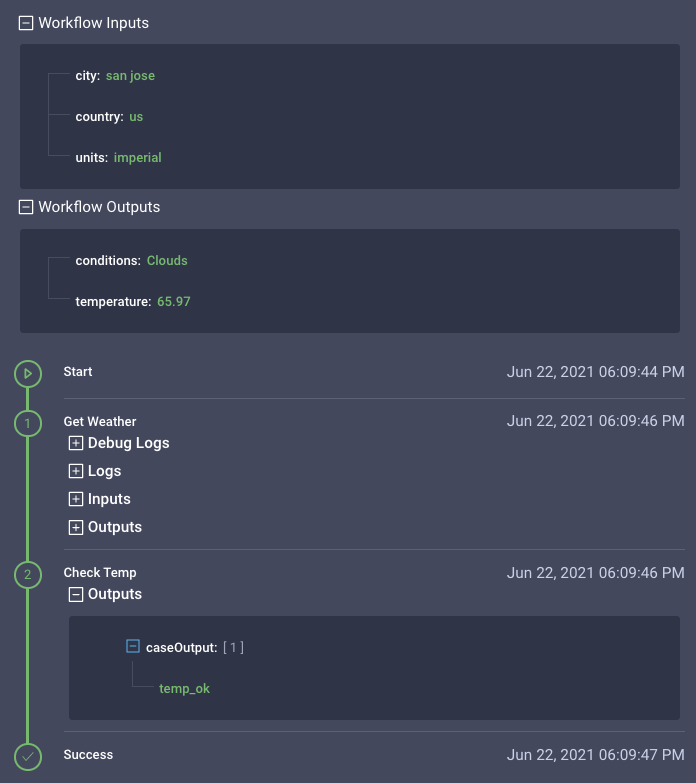 Workflow Inputs
city: san jose
country: us
units: imperial
Workflow Outputs
conditions: Clouds
temperature: 65.97
Start Jun 22, 2021 06:09:44 PM
1 Get Weather Jun 22, 2021 06:09:46 PM
Debug Logs
Logs
Inputs
Outputs
2 Check Temp Jun 22, 2021 06:09:46 PM
Outputs
caseOutput: [ 1 ]
temp_ok
Success Jun 22, 2021 06:09:47 PM